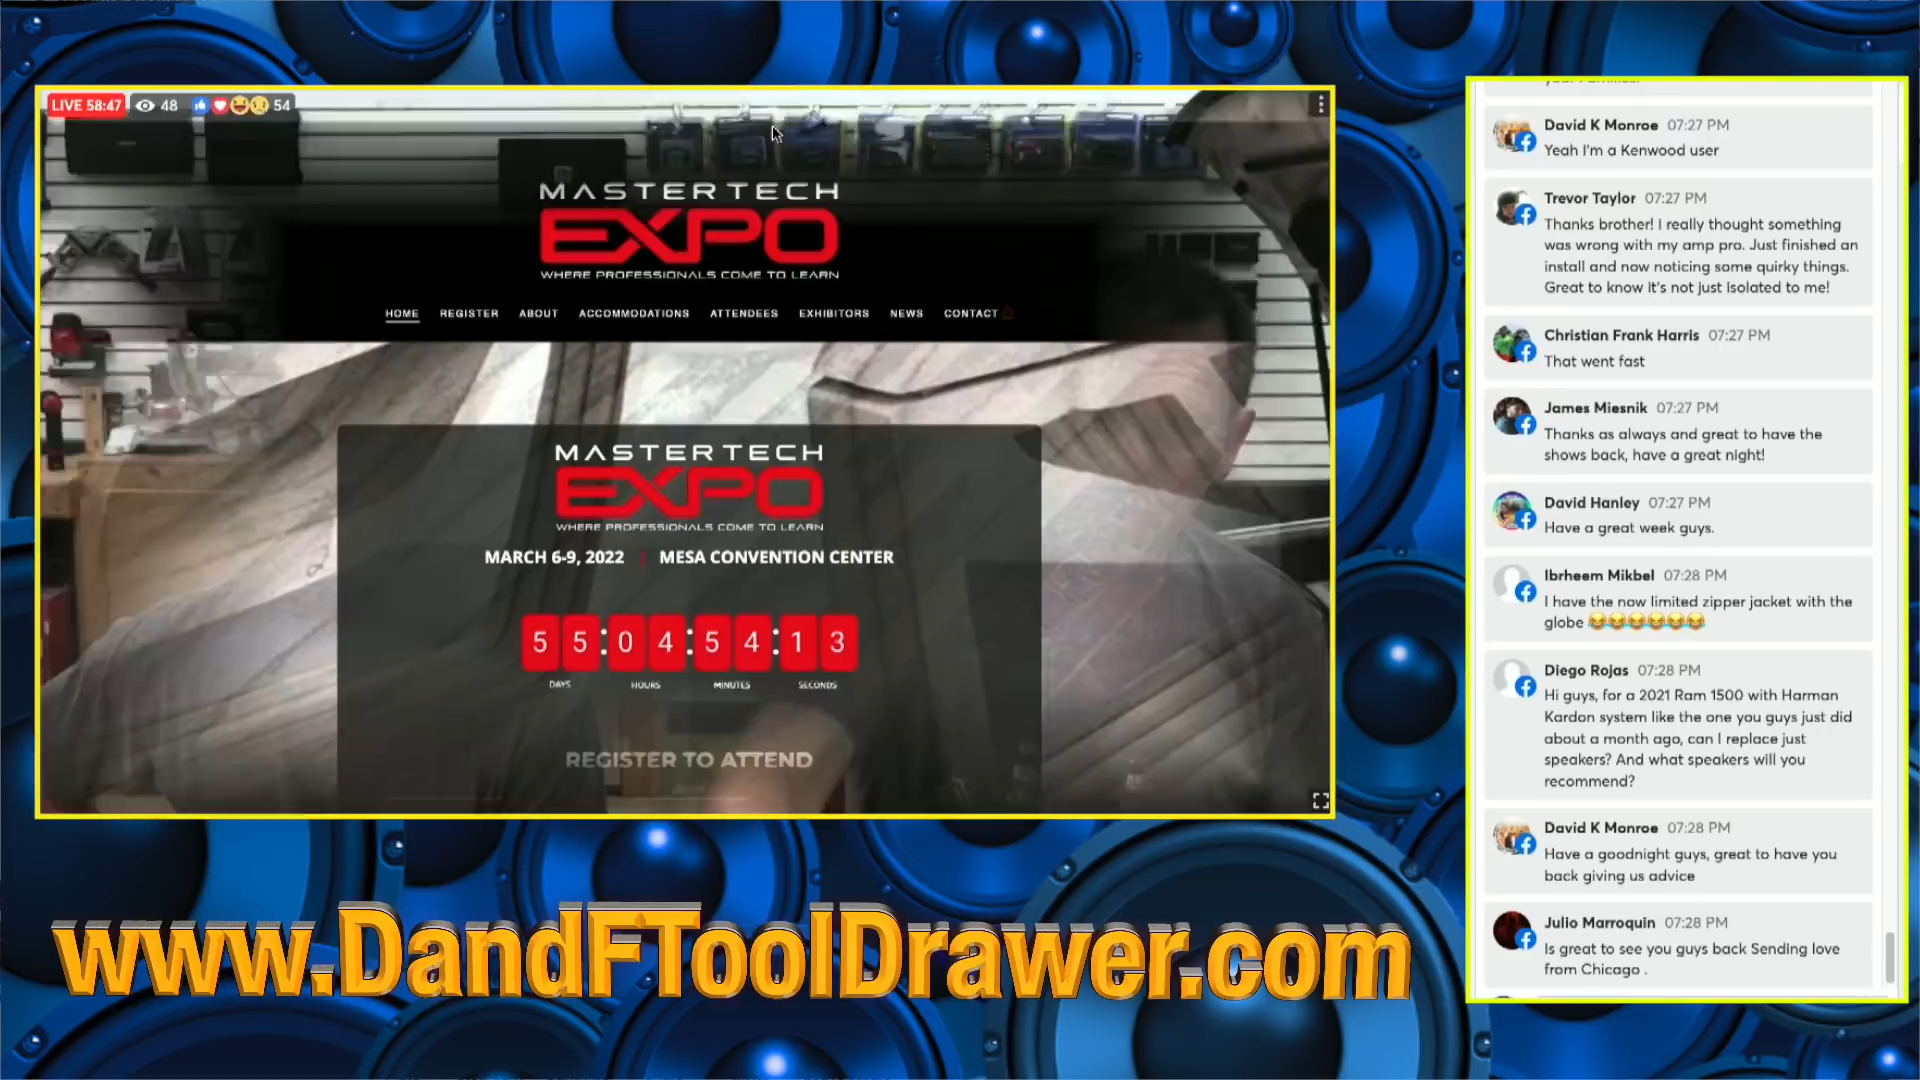 LIVE 58:47
48
54
MASTERTECH
EXPO
WHERE PROFESSIONALS COME TO LEARN
HOME REGISTER ABOUT ACCOMMODATIONS ATTENDEES EXHIBITORS NEWS CONTACT
MASTERTECH
EXPO
WHERE PROFESSIONALS COME TO LEARN
MARCH 6-9, 2022 | MESA CONVENTION CENTER
55:04:54:13
DAYS HOURS MINUTES SECONDS
REGISTER TO ATTEND
www.DandFToolDrawer.com
David K Monroe 07:27 PM
Yeah I'm a Kenwood user
Trevor Taylor 07:27 PM
Thanks brother! I really thought something
was wrong with my amp pro. Just finished an
install and now noticing some quirky things.
Great to know it's not just isolated to me!
Christian Frank Harris 07:27 PM
That went fast
James Miesnik 07:27 PM
Thanks as always and great to have the
shows back, have a great night!
David Hanley 07:27 PM
Have a great week guys.
Ibrheem Mikbel 07:28 PM
I have the now limited zipper jacket with the
globe 😂😂😂😂😂😂
Diego Rojas 07:28 PM
Hi guys, for a 2021 Ram 1500 with Harman
Kardon system like the one you guys just did
about a month ago, can I replace just
speakers? And what speakers will you
recommend?
David K Monroe 07:28 PM
Have a goodnight guys, great to have you
back giving us advice
Julio Marroquin 07:28 PM
Is great to see you guys back Sending love
from Chicago .